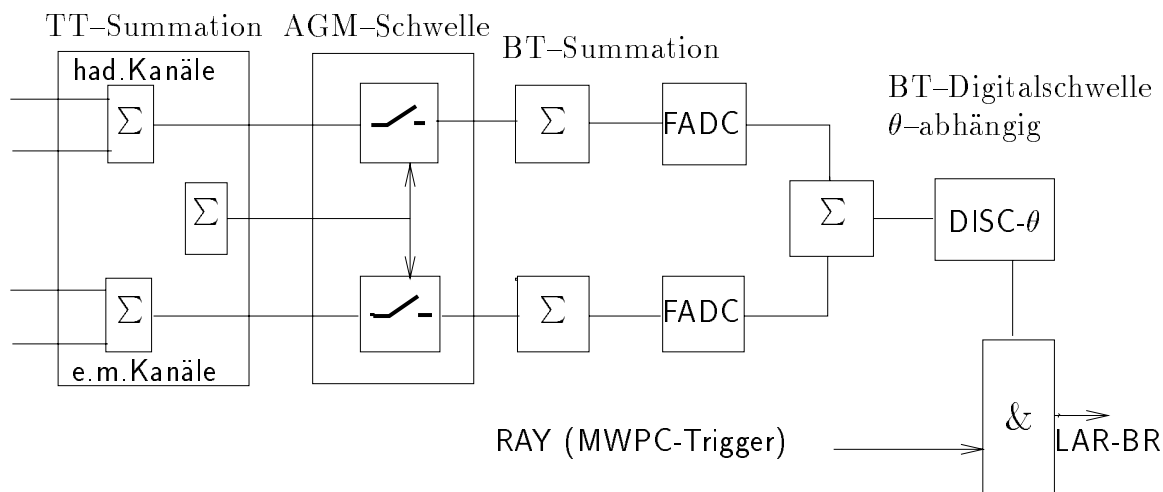 TT–Summation
AGM–Schwelle
BT–Summation
had.Kanäle
BT–Digitalschwelle
θ–abhängig
Σ
Σ
FADC
Σ
Σ
DISC-θ
Σ
Σ
FADC
e.m.Kanäle
&
RAY (MWPC-Trigger)
LAR-BR